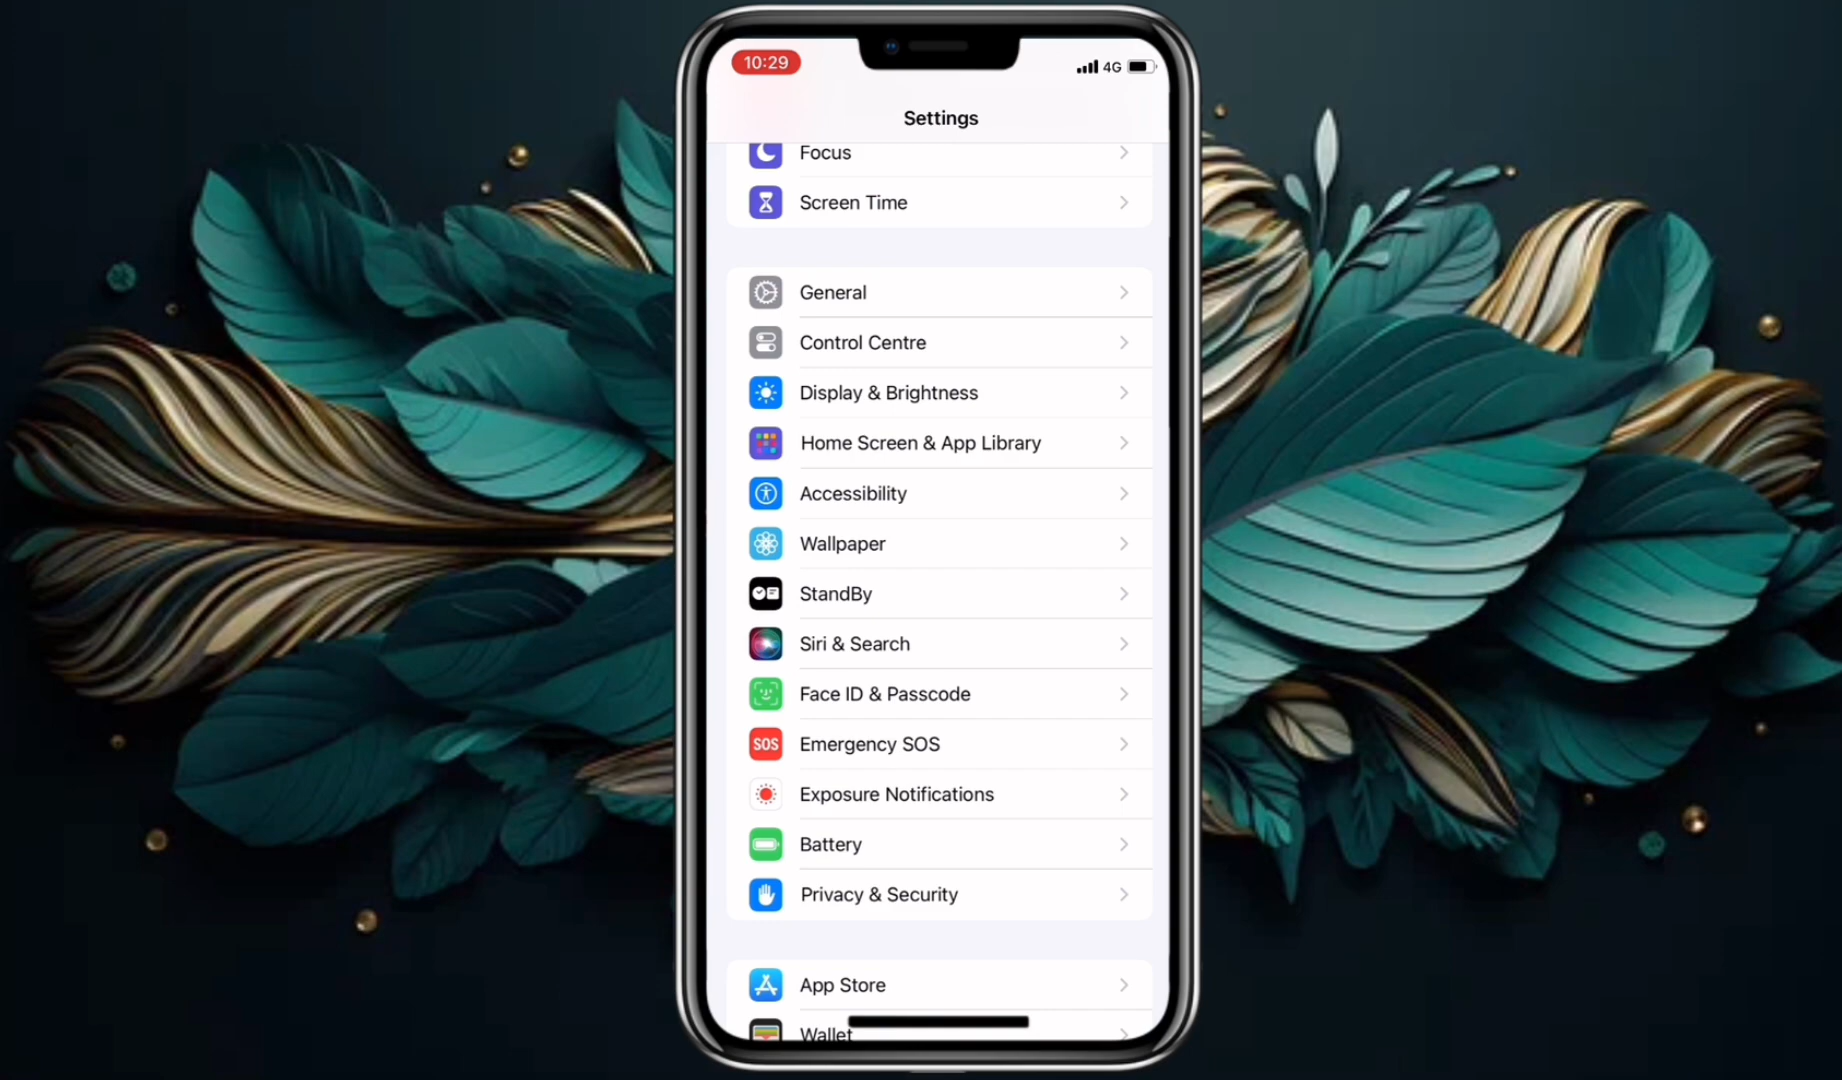 10:29
4G
Settings
Focus
Screen Time
General
Control Centre
Display & Brightness
Home Screen & App Library
Accessibility
Wallpaper
StandBy
Siri & Search
Face ID & Passcode
SOS Emergency SOS
Exposure Notifications
Battery
Privacy & Security
App Store
Wallet